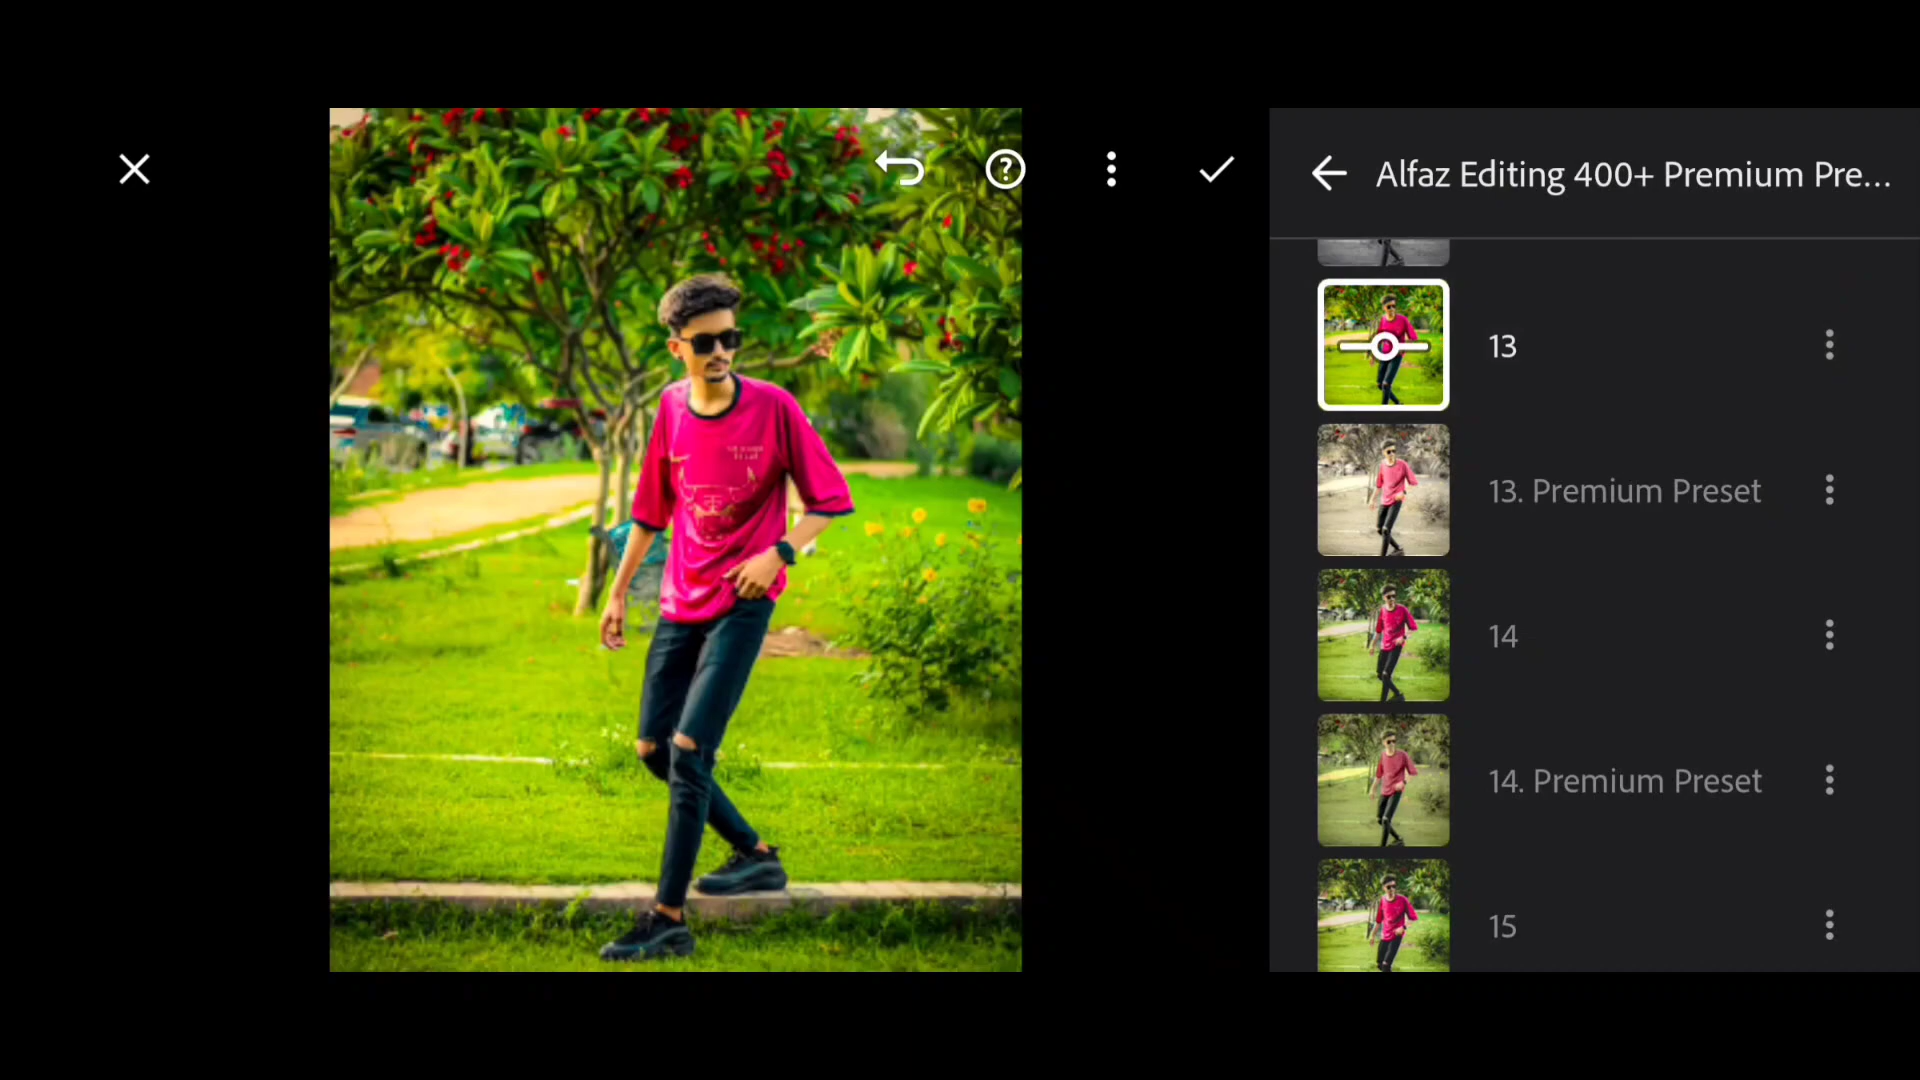 Alfaz Editing 400+ Premium Pre...
13
13. Premium Preset
14
14. Premium Preset
15